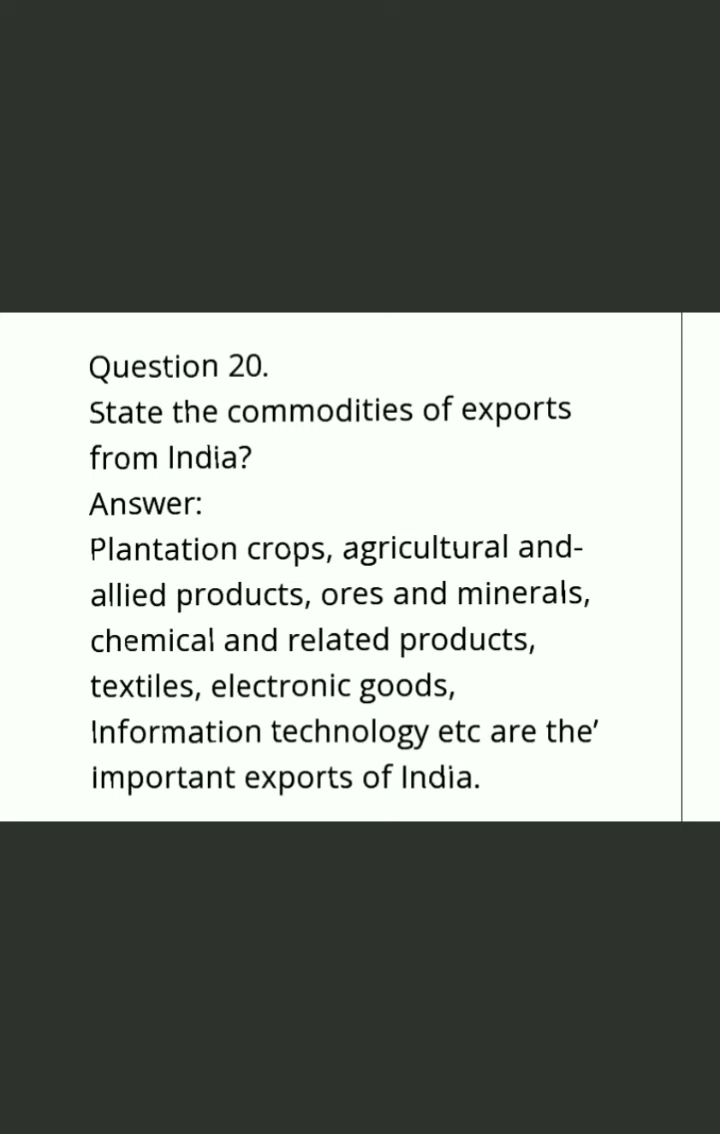 Question 20.
State the commodities of exports
from India?
Answer:
Plantation crops, agricultural and-
allied products, ores and minerals,
chemical and related products,
textiles, electronic goods,
Information technology etc are the’
important exports of India.